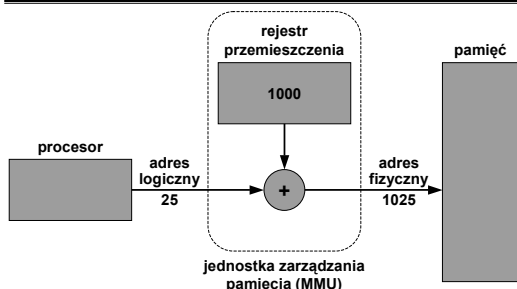 rejestr
przemieszczenia
pamięć
1000
procesor
adres
logiczny
25
+
adres
fizyczny
1025
jednostka zarządzania
pamięcią (MMU)